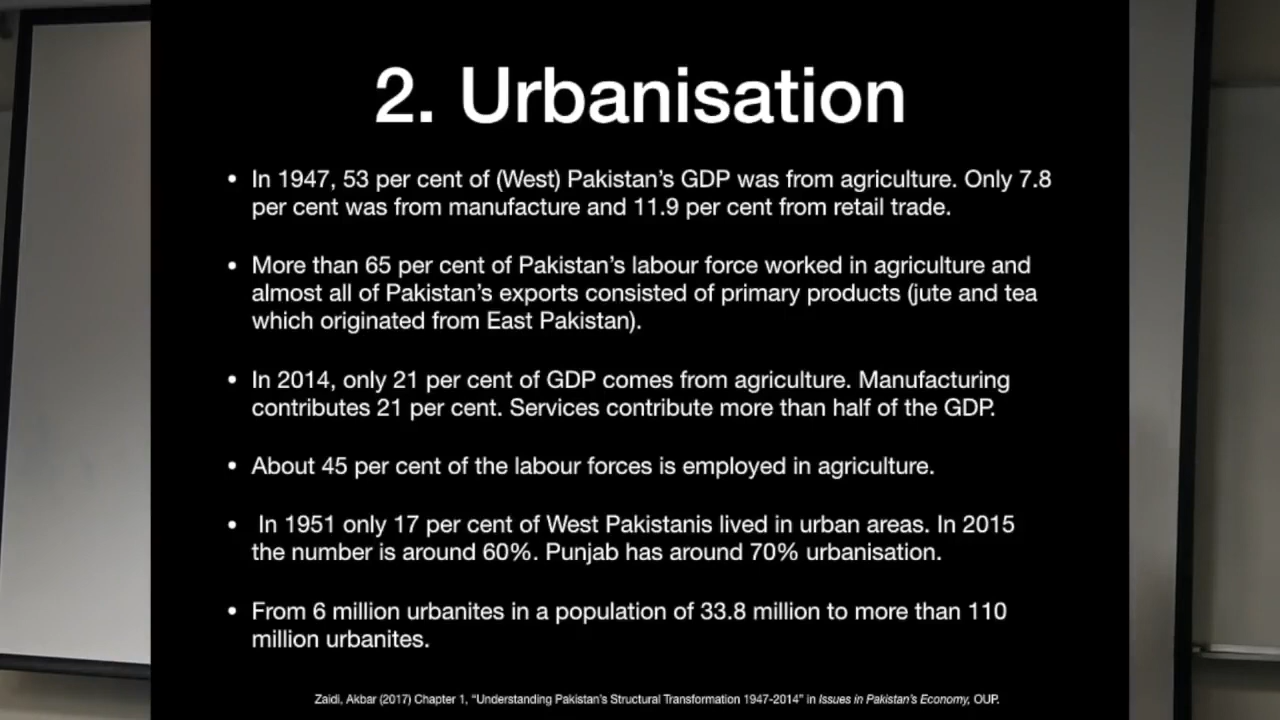 2. Urbanisation
• In 1947, 53 per cent of (West) Pakistan's GDP was from agriculture. Only 7.8
per cent was from manufacture and 11.9 per cent from retail trade.
• More than 65 per cent of Pakistan's labour force worked in agriculture and
almost all of Pakistan's exports consisted of primary products (jute and tea
which originated from East Pakistan).
• In 2014, only 21 per cent of GDP comes from agriculture. Manufacturing
contributes 21 per cent. Services contribute more than half of the GDP.
• About 45 per cent of the labour forces is employed in agriculture.
• In 1951 only 17 per cent of West Pakistanis lived in urban areas. In 2015
the number is around 60%. Punjab has around 70% urbanisation.
• From 6 million urbanites in a population of 33.8 million to more than 110
million urbanites.
Zaidi, Akbar (2017) Chapter 1, “Understanding Pakistan's Structural Transformation 1947-2014” in Issues in Pakistan's Economy, OUP.